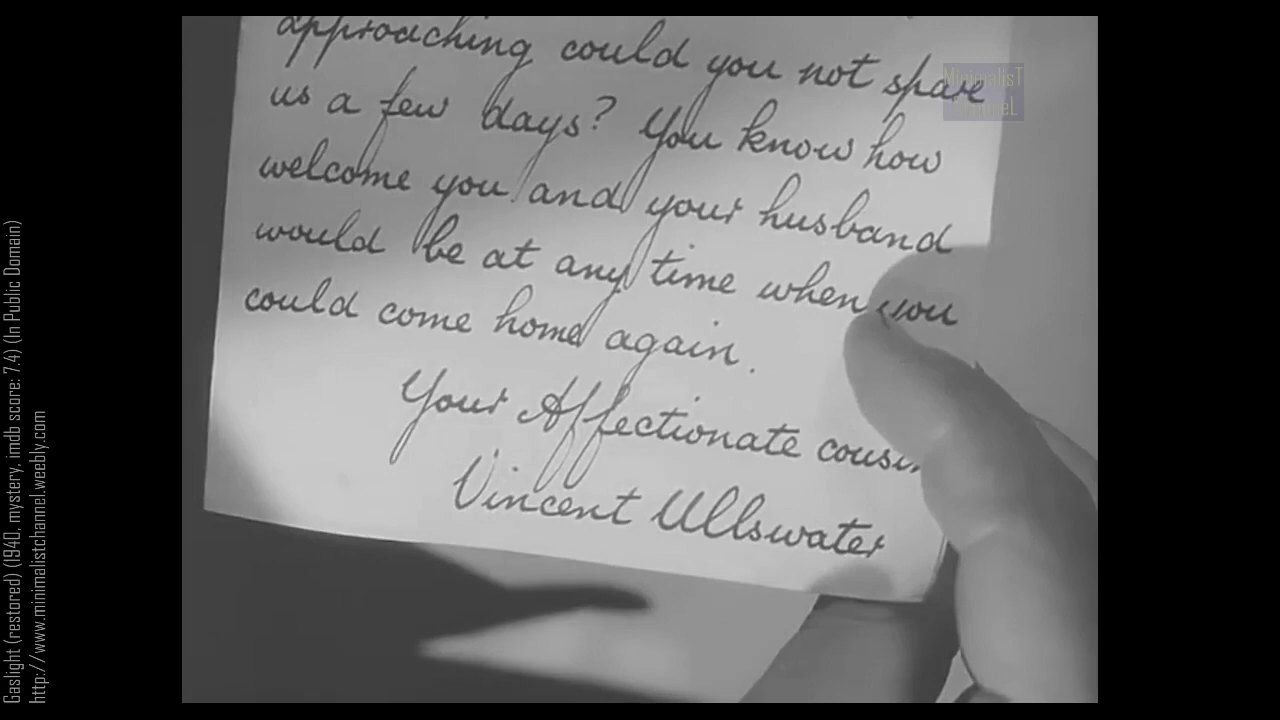 approaching could you not spare
us a few days? You know how
welcome you and your husband
would be at any time when you
could come home again.
Your Affectionate cousin
Vincent Ullswater
MinimalisT
ChanneL
Gaslight (restored) (1940, mystery, imdb score: 7.4) (In Public Domain)
http://www.minimalistchannel.weebly.com